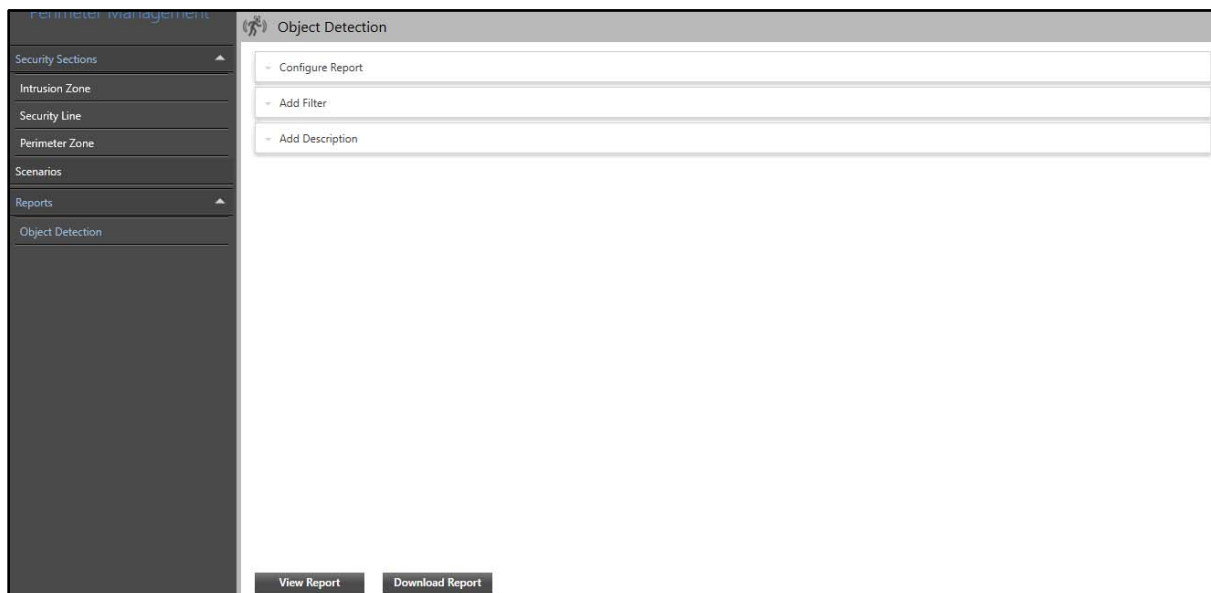 Perimeter Management
Security Sections
Intrusion Zone
Security Line
Perimeter Zone
Scenarios
Reports
Object Detection
Object Detection
Configure Report
Add Filter
Add Description
View Report
Download Report